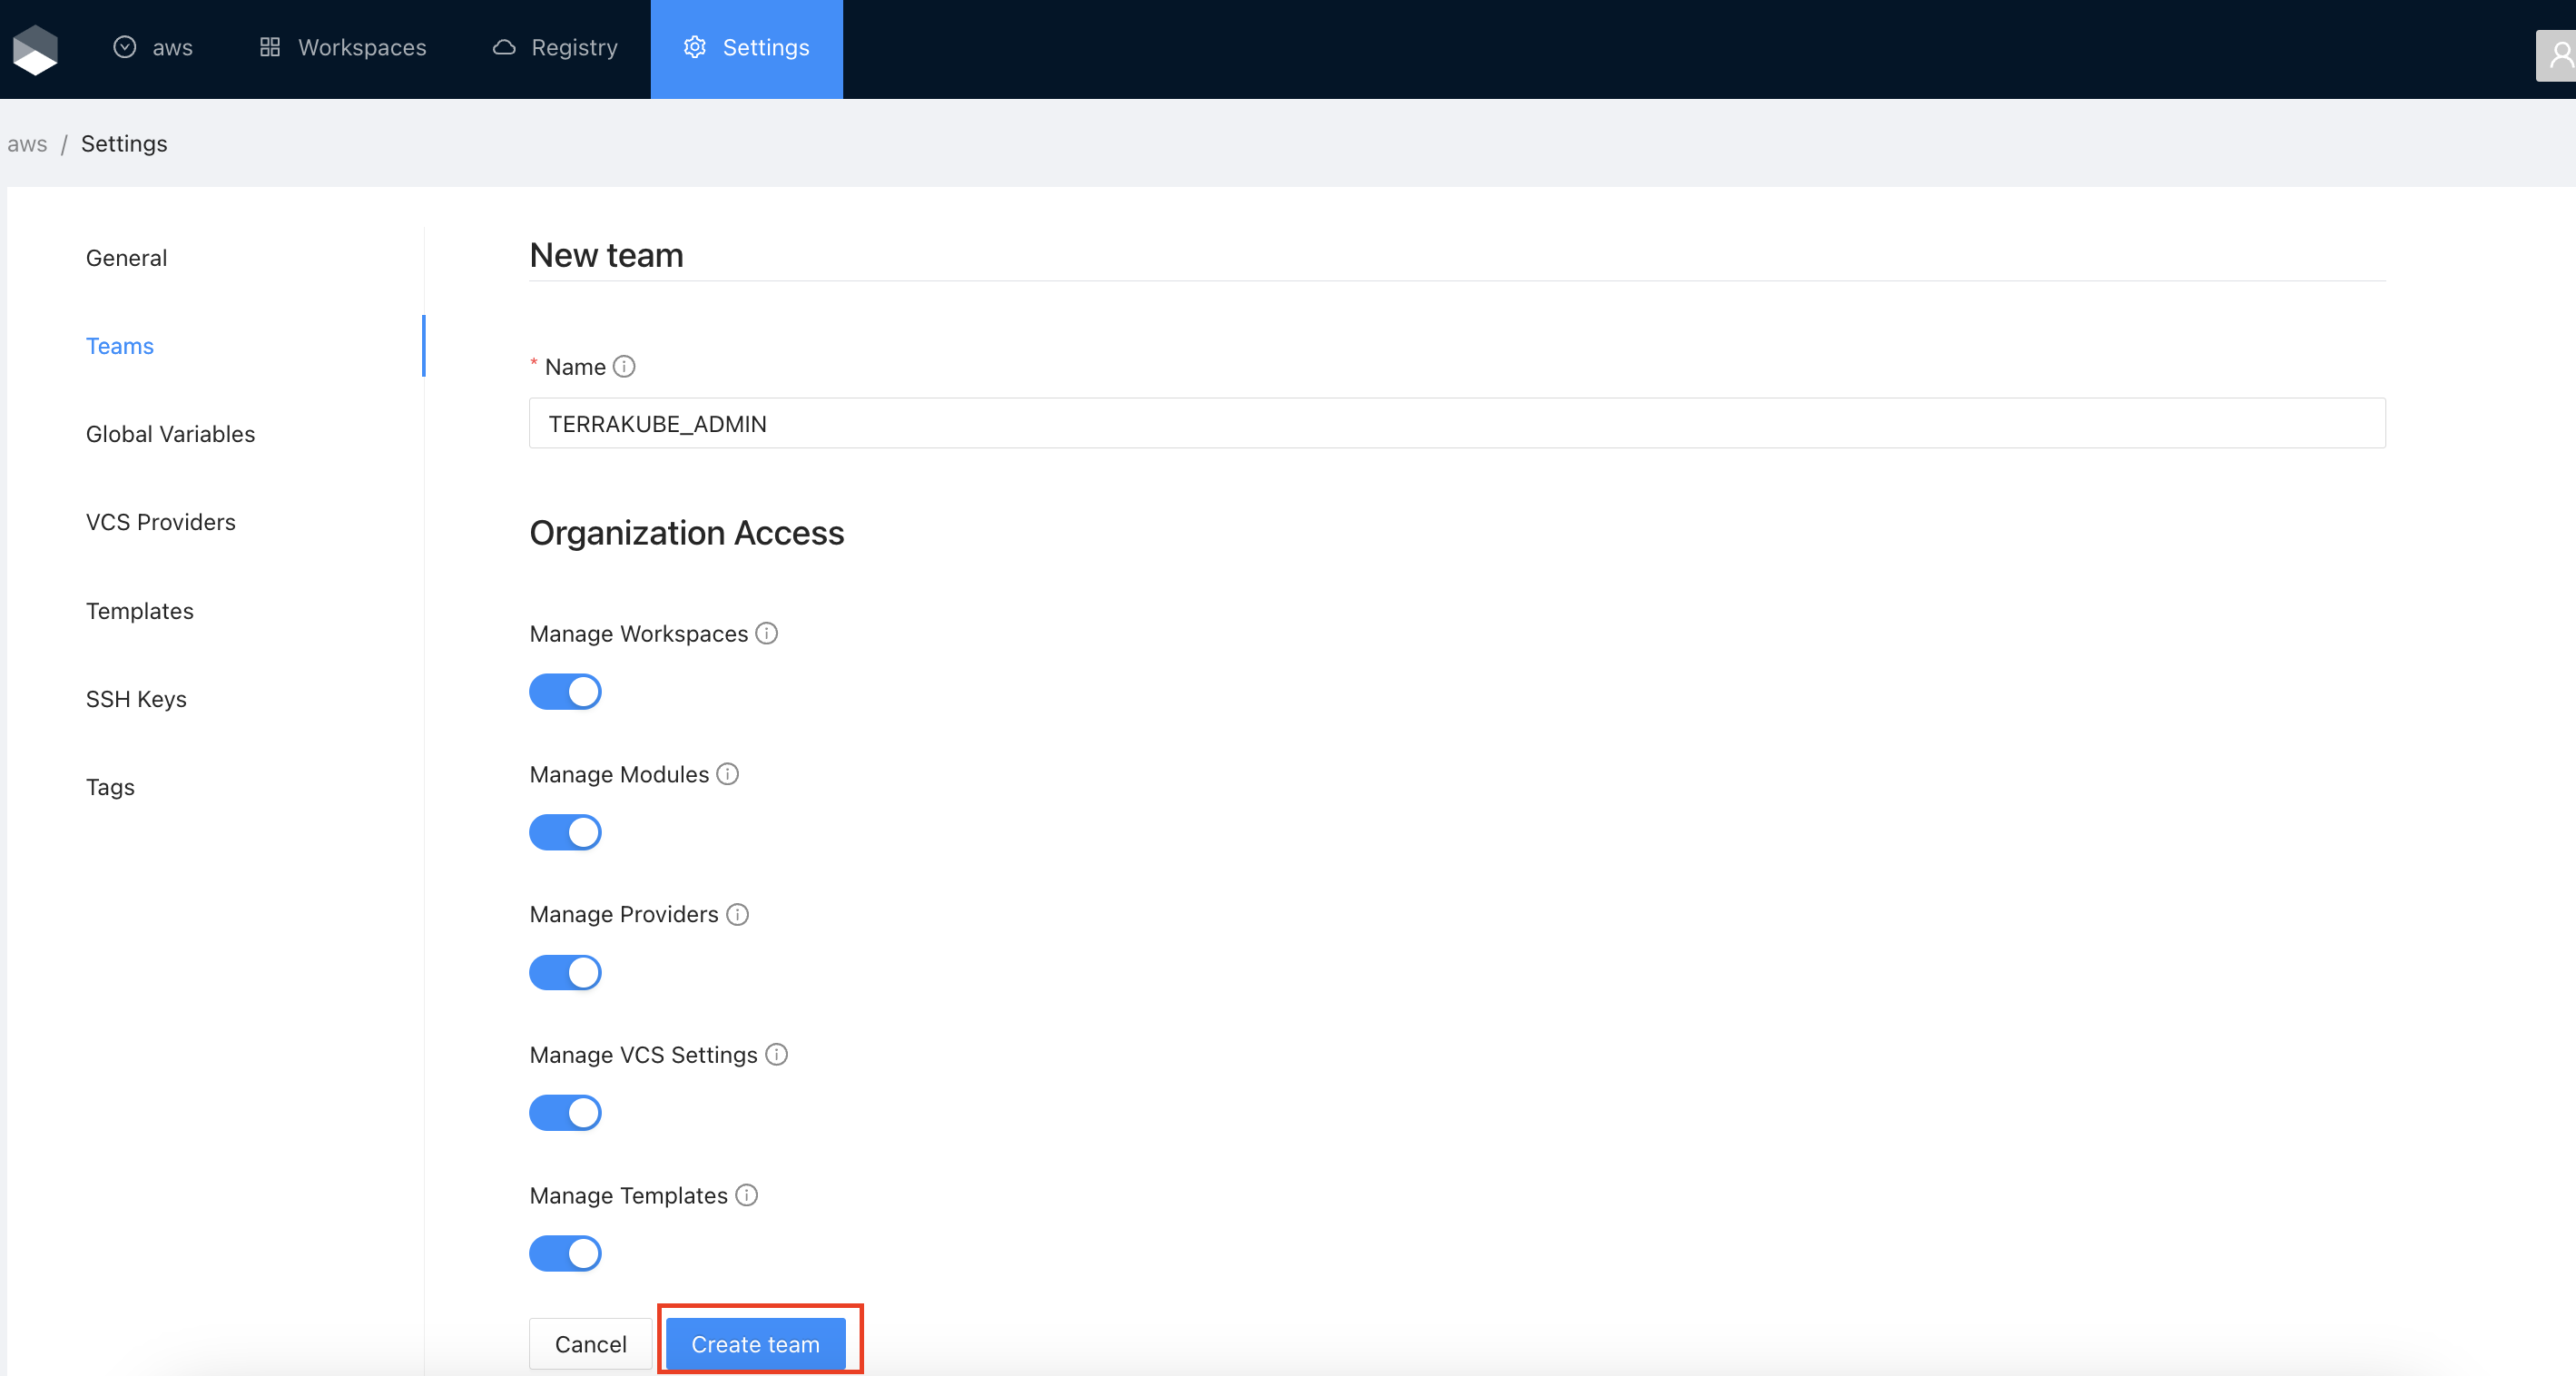 aws Workspaces Registry Settings
aws / Settings
General
Teams
Global Variables
VCS Providers
Templates
SSH Keys
Tags
New team
* Name
TERRAKUBE_ADMIN
Organization Access
Manage Workspaces
Manage Modules
Manage Providers
Manage VCS Settings
Manage Templates
Cancel Create team